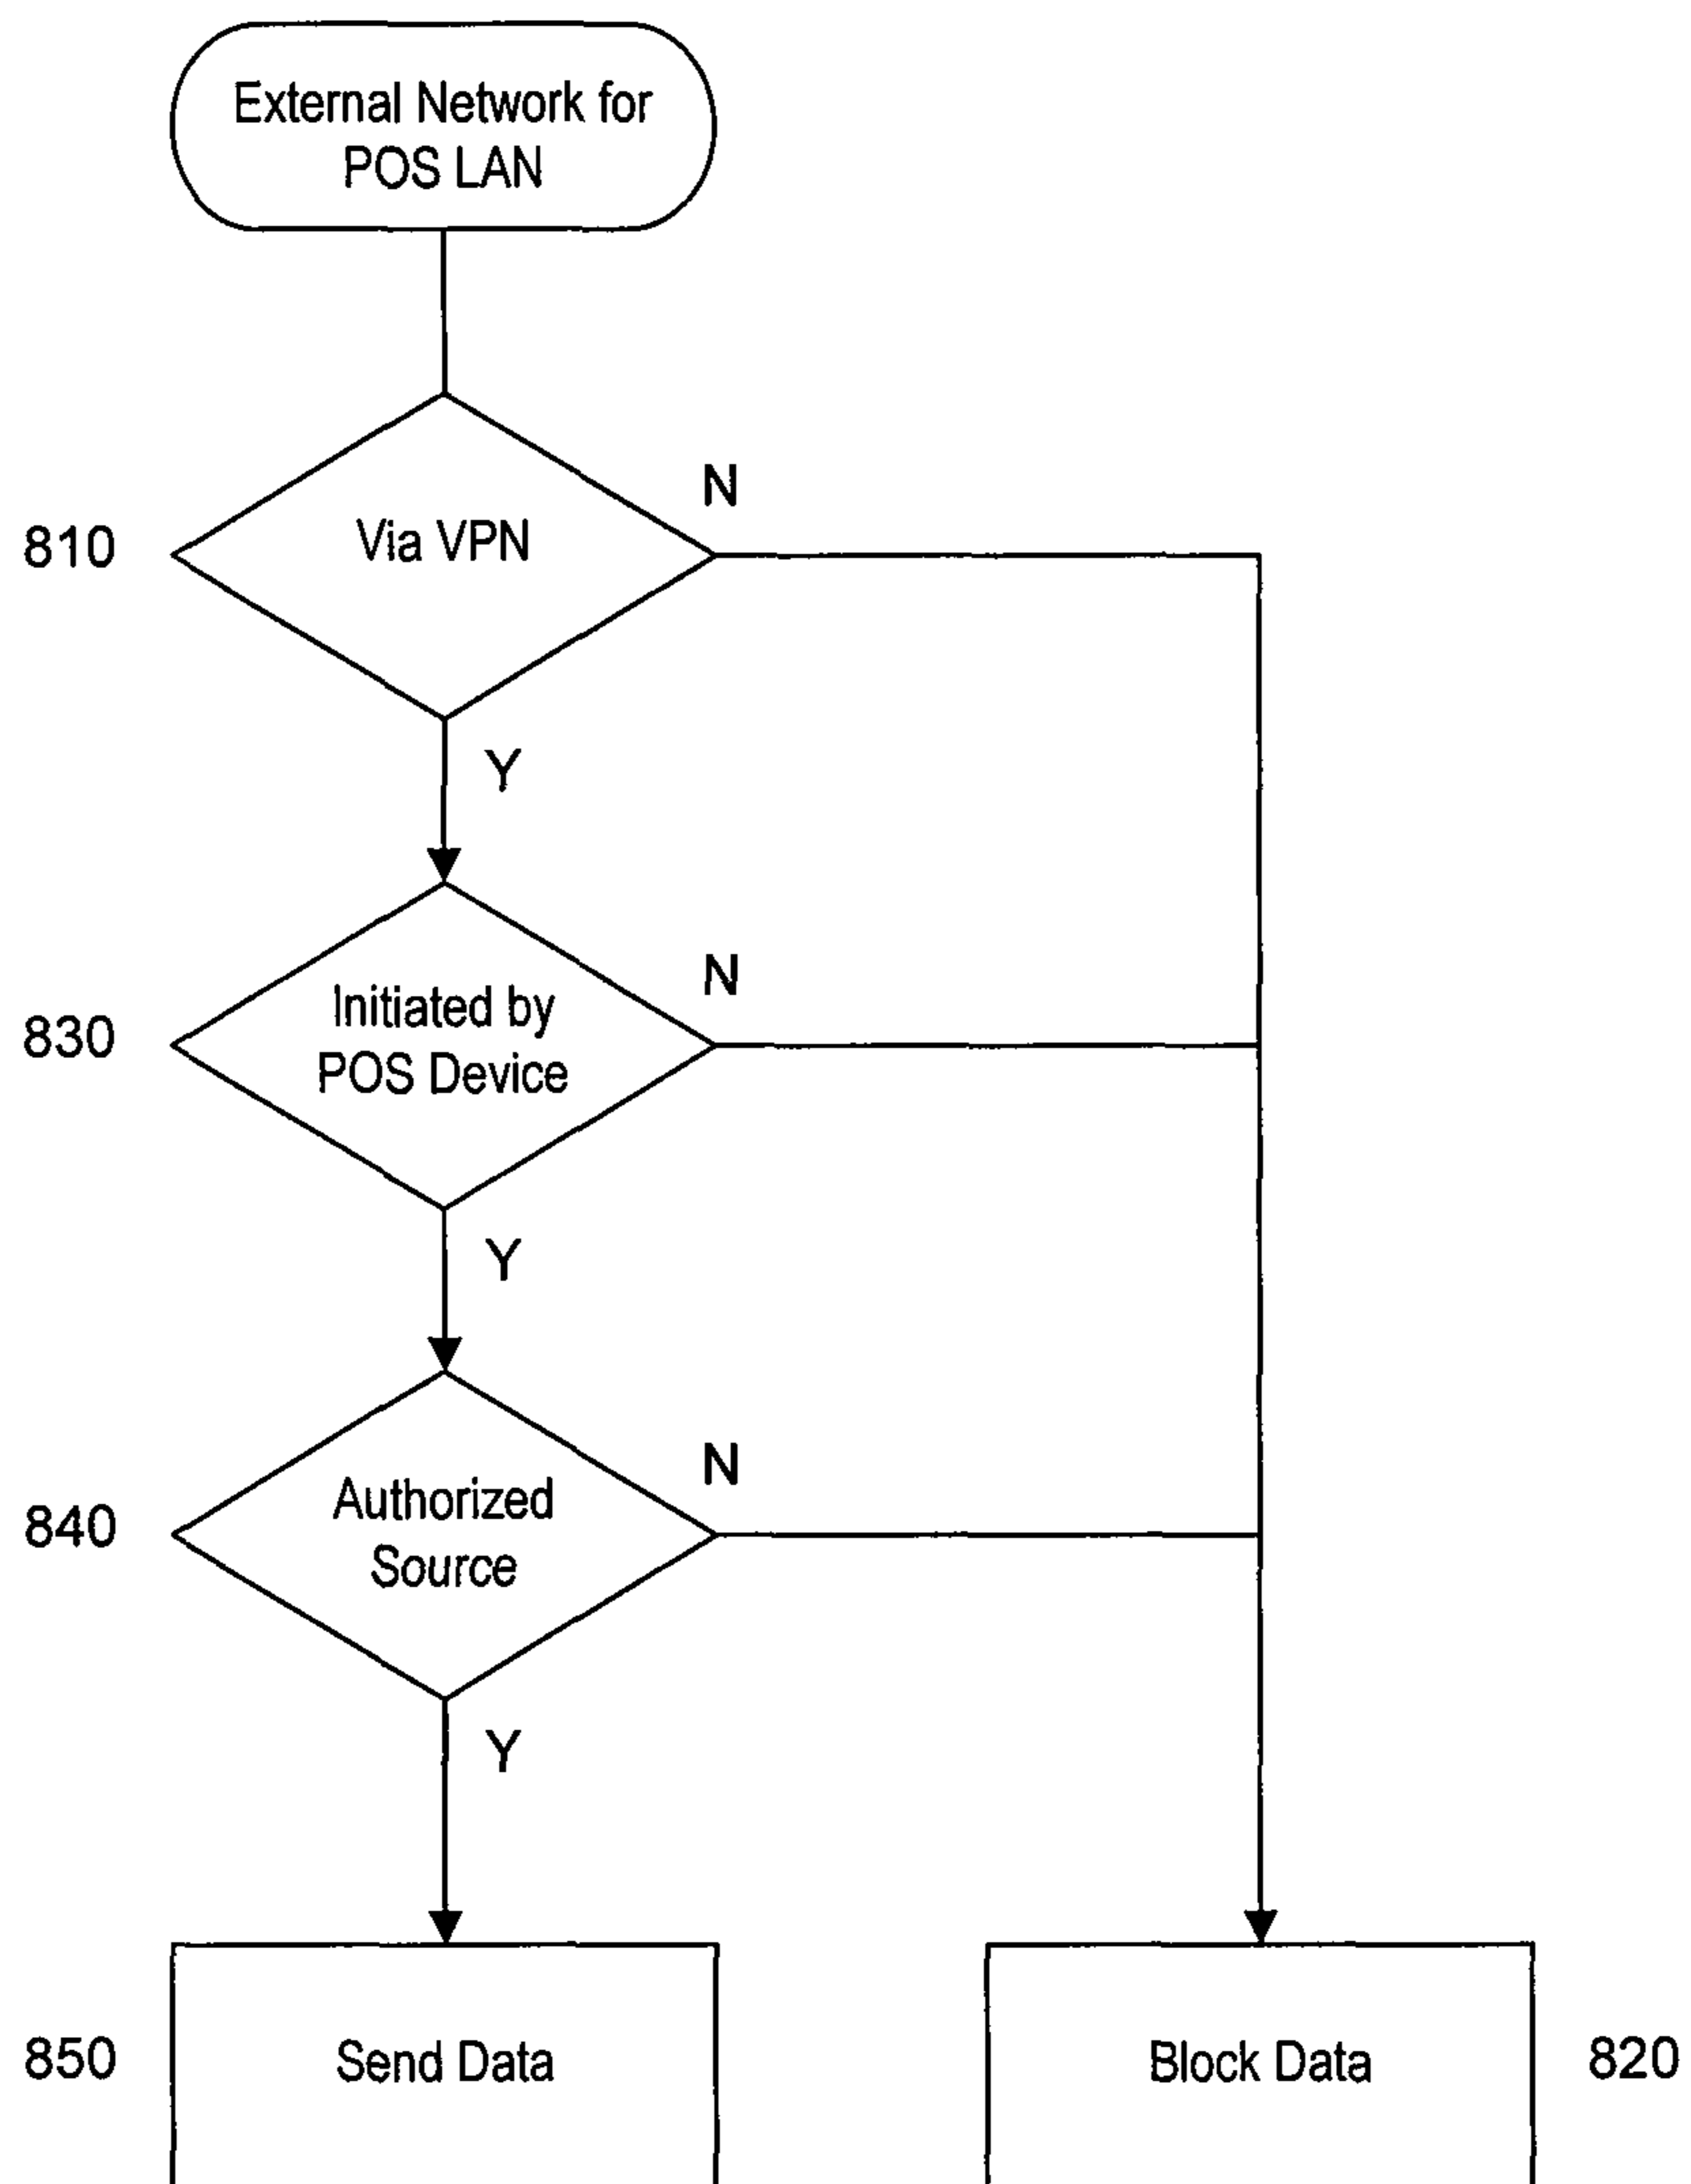 External Network for
POS LAN
N
810
Via VPN
Y
N
830
Initiated by
POS Device
Y
N
840
Authorized
Source
Y
850
Send Data
Block Data
820